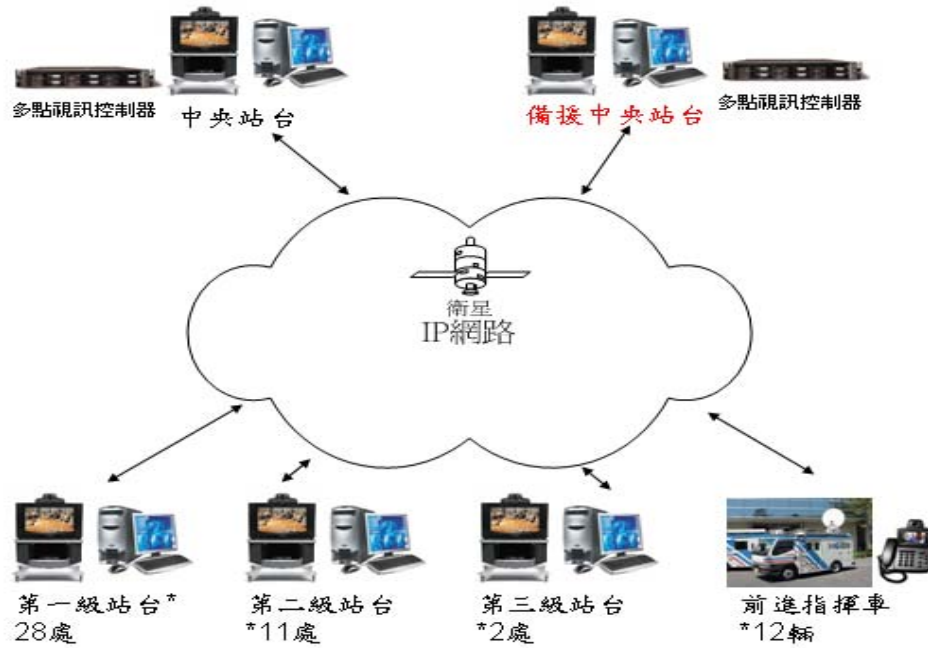 多點視訊控制器
中央站台
備援中央站台
多點視訊控制器
衛星
IP網路
第一級站台*
28處
第二級站台
*11處
第三級站台
*2處
前進指揮車
*12輛